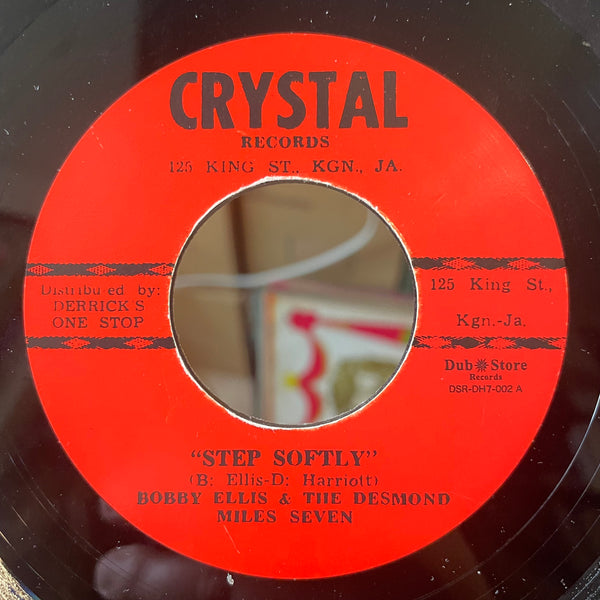 CRYSTAL
RECORDS
125 KING ST., KGN., JA.
Distributed by:
DERRICK'S
ONE STOP
125 King St.,
Kgn.-Ja.
Dub Store
Records
DSR-DH7-002 A
"STEP SOFTLY"
(B: Ellis-D: Harriott)
BOBBY ELLIS & THE DESMOND
MILES SEVEN